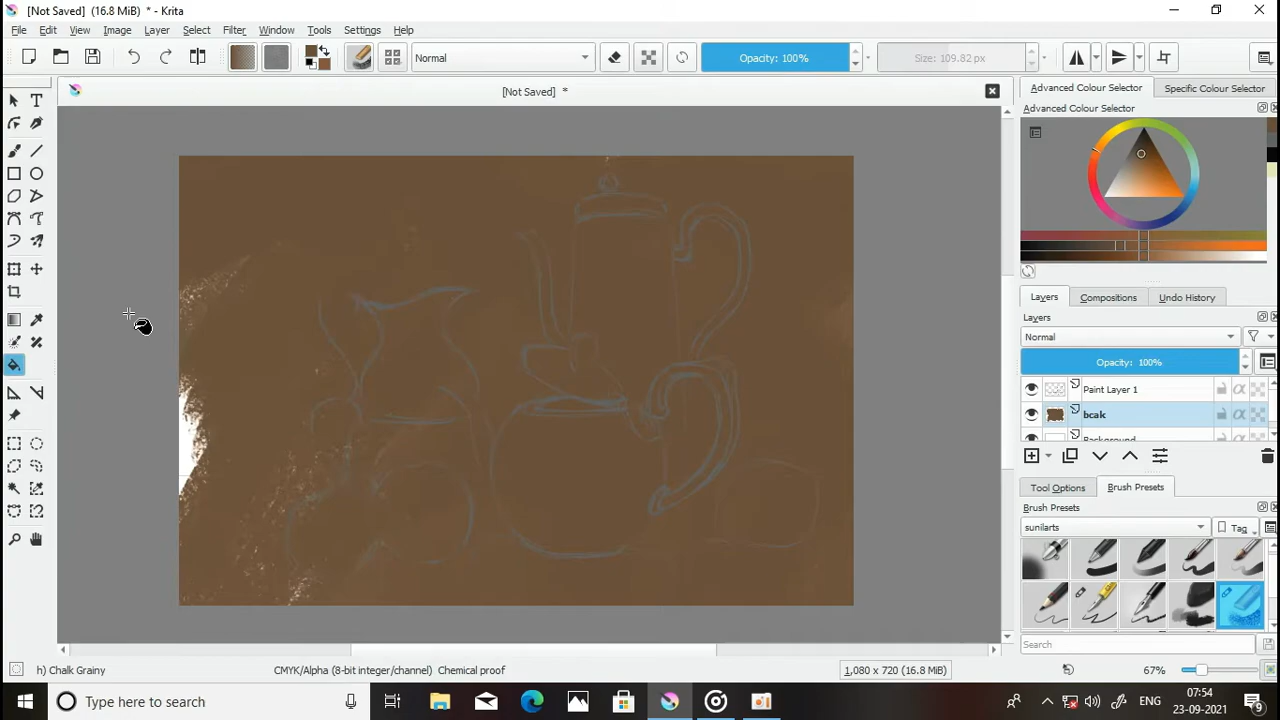 [Not Saved]  (16.8 MiB)  * - Krita
File Edit View Image Layer Select Filter Window Tools Settings Help
Normal Opacity: 100% Size: 109.82 px
[Not Saved]  *
Advanced Colour Selector Specific Colour Selector
Advanced Colour Selector
Layers Compositions Undo History
Layers
Normal
Opacity:  100%
Paint Layer 1
bcak
Background
Tool Options Brush Presets
Brush Presets
sunilarts Tag
Search
h) Chalk Grainy CMYK/Alpha (8-bit integer/channel)  Chemical proof 1,080 x 720 (16.8 MiB) 67%
Type here to search ENG 07:54
23-09-2021 9